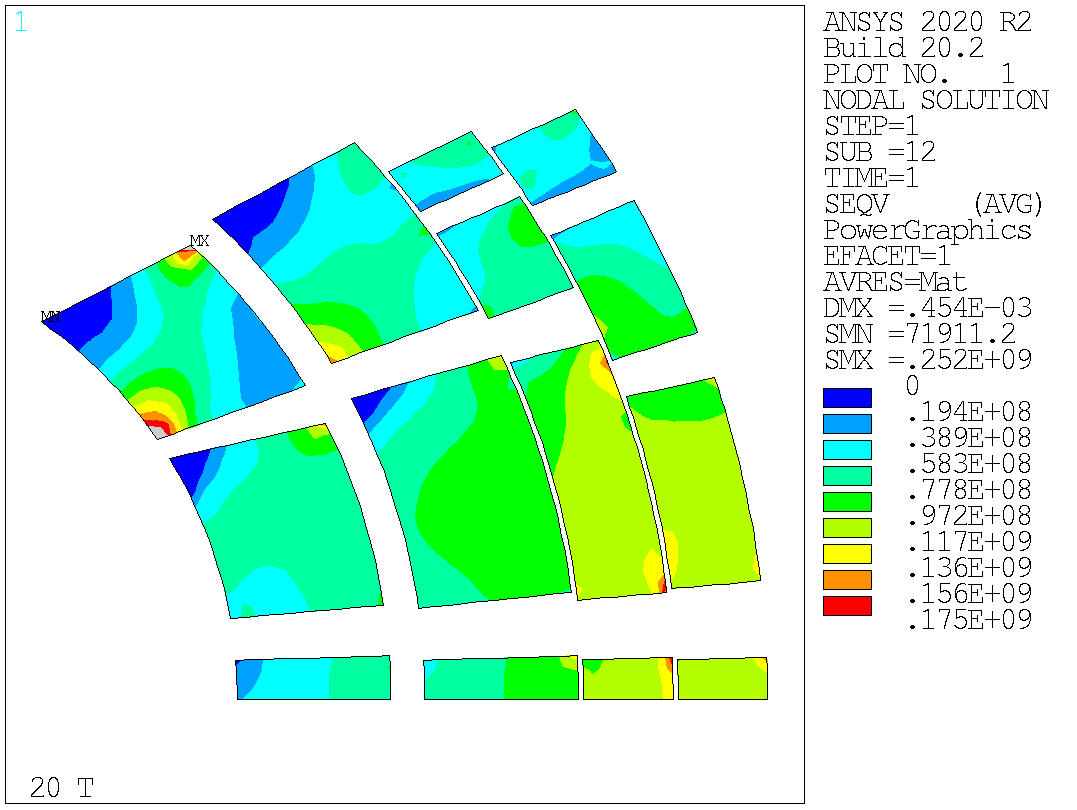 1
ANSYS 2020 R2
Build 20.2
PLOT NO. 1
NODAL SOLUTION
STEP=1
SUB =12
TIME=1
SEQV (AVG)
PowerGraphics
EFACET=1
AVRES=Mat
DMX =.454E-03
SMN =71911.2
SMX =.252E+09
0
.194E+08
.389E+08
.583E+08
.778E+08
.972E+08
.117E+09
.136E+09
.156E+09
.175E+09
MX
MN
20 T